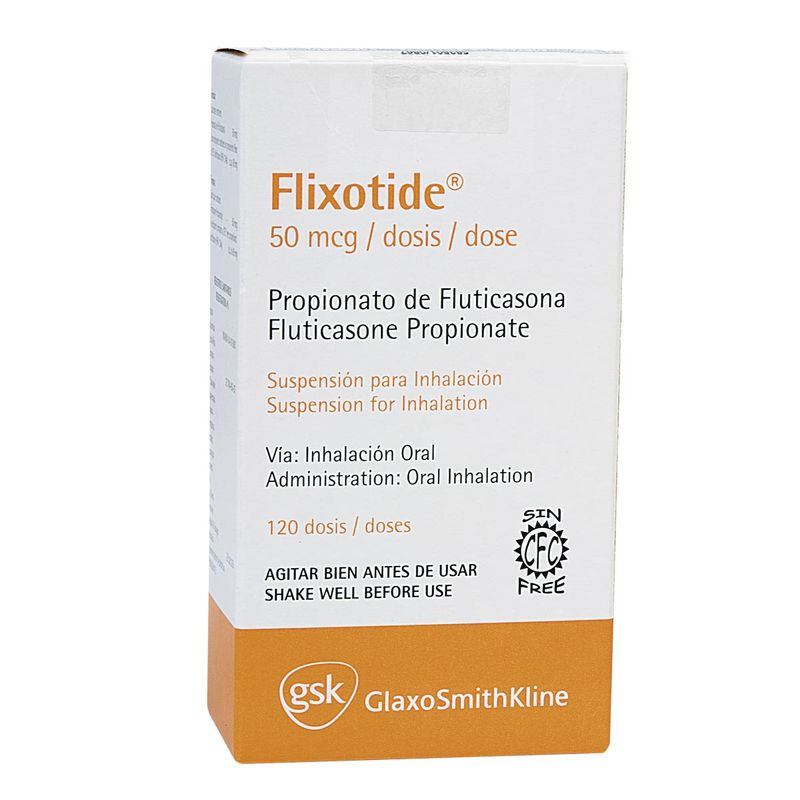 Flixotide®
50 mcg / dosis / dose
Propionato de Fluticasona
Fluticasone Propionate
Suspensión para Inhalación
Suspension for Inhalation
Vía: Inhalación Oral
Administration: Oral Inhalation
120 dosis / doses
SIN
CFC
FREE
AGITAR BIEN ANTES DE USAR
SHAKE WELL BEFORE USE
gsk GlaxoSmithKline